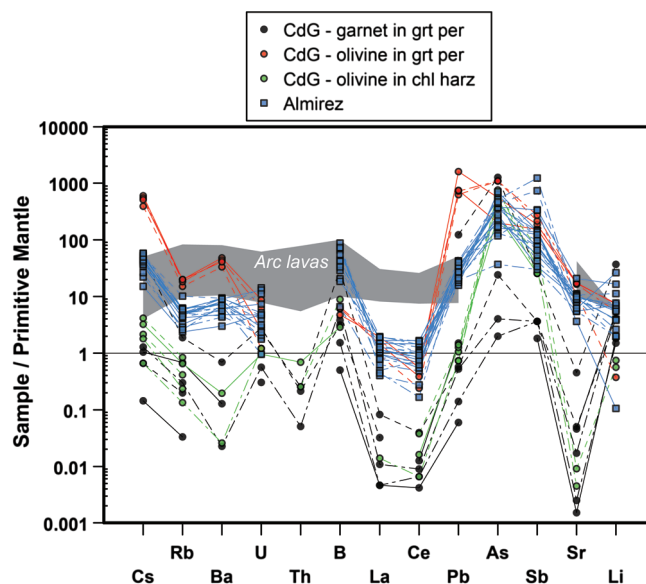 CdG - garnet in grt per
CdG - olivine in grt per
CdG - olivine in chl harz
Almirez
10000
1000
100
10
1
0.1
0.01
0.001
Sample / Primitive Mantle
Arc lavas
Rb Ba U Th B La Ce Pb As Sb Sr Li
Cs